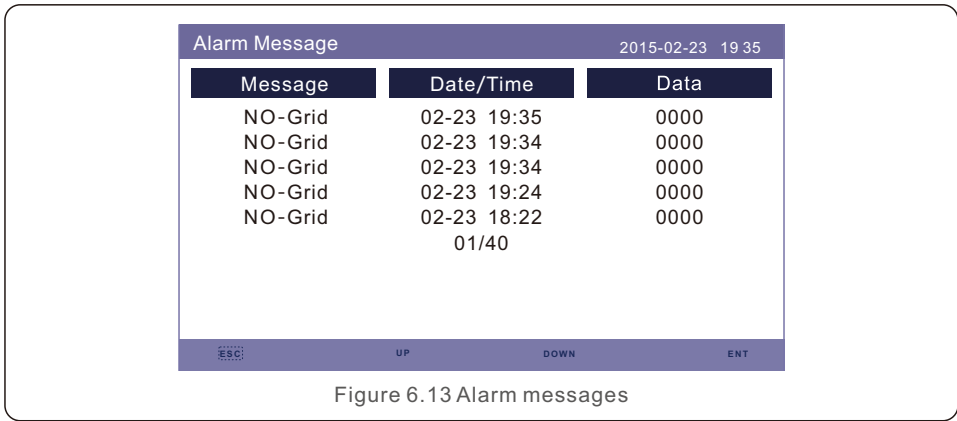 Alarm Message 2015-02-23 19 35
Message Date/Time Data
NO-Grid 02-23 19:35 0000
NO-Grid 02-23 19:34 0000
NO-Grid 02-23 19:34 0000
NO-Grid 02-23 19:24 0000
NO-Grid 02-23 18:22 0000
01/40
ESC UP DOWN ENT
Figure 6.13 Alarm messages